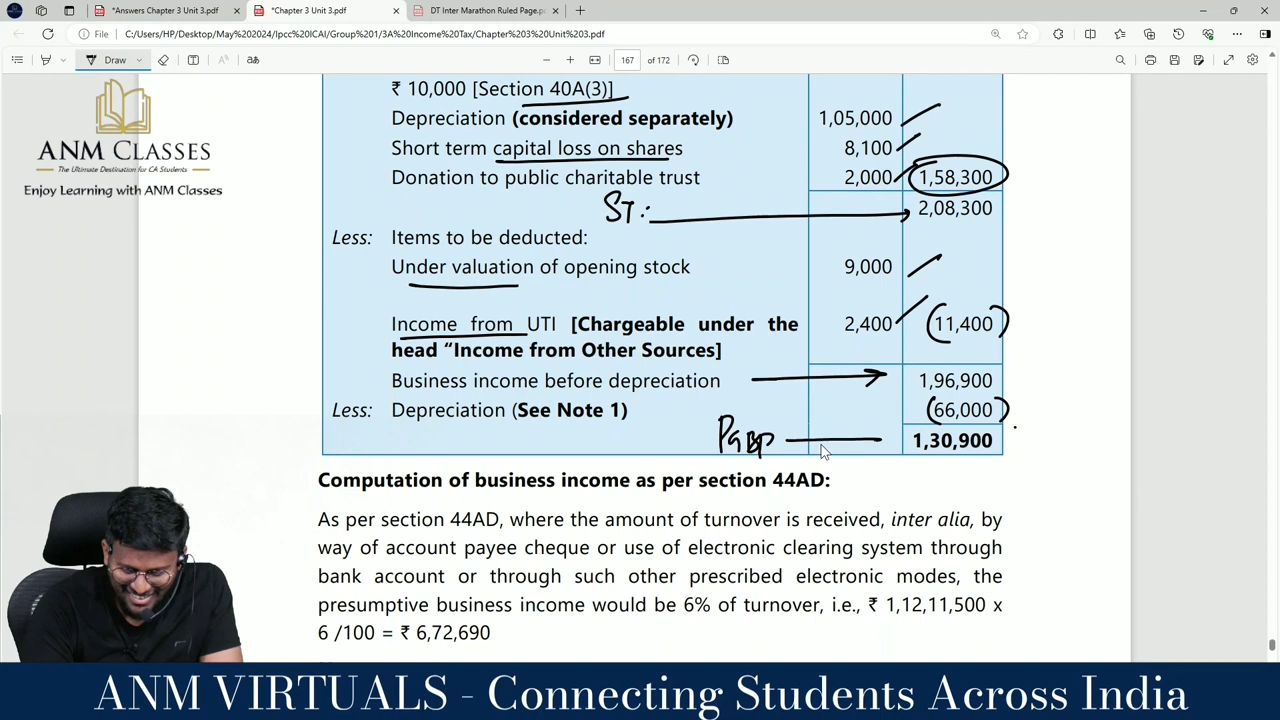 *Answers Chapter 3 Unit 3.pdf
*Chapter 3 Unit 3.pdf
DT Inter Marathon Ruled Page.p
File
C:/Users/HP/Desktop/May%202024/Ipcc%20ICAI/Group%201/3A%20Income%20Tax/Chapter%203%20Unit%203.pdf
Draw
167 of 172
ANM CLASSES
The Ultimate Destination for CA Students
Enjoy Learning with ANM Classes
₹ 10,000 [Section 40A(3)]
Depreciation (considered separately) 1,05,000
Short term capital loss on shares 8,100
Donation to public charitable trust 2,000 1,58,300
ST: 2,08,300
Less: Items to be deducted:
Under valuation of opening stock 9,000
Income from UTI [Chargeable under the 2,400 (11,400)
head “Income from Other Sources]
Business income before depreciation 1,96,900
Less: Depreciation (See Note 1) (66,000)
PGBP 1,30,900
Computation of business income as per section 44AD:
As per section 44AD, where the amount of turnover is received, inter alia, by
way of account payee cheque or use of electronic clearing system through
bank account or through such other prescribed electronic modes, the
presumptive business income would be 6% of turnover, i.e., ₹ 1,12,11,500 x
6 /100 = ₹ 6,72,690
ANM VIRTUALS - Connecting Students Across India